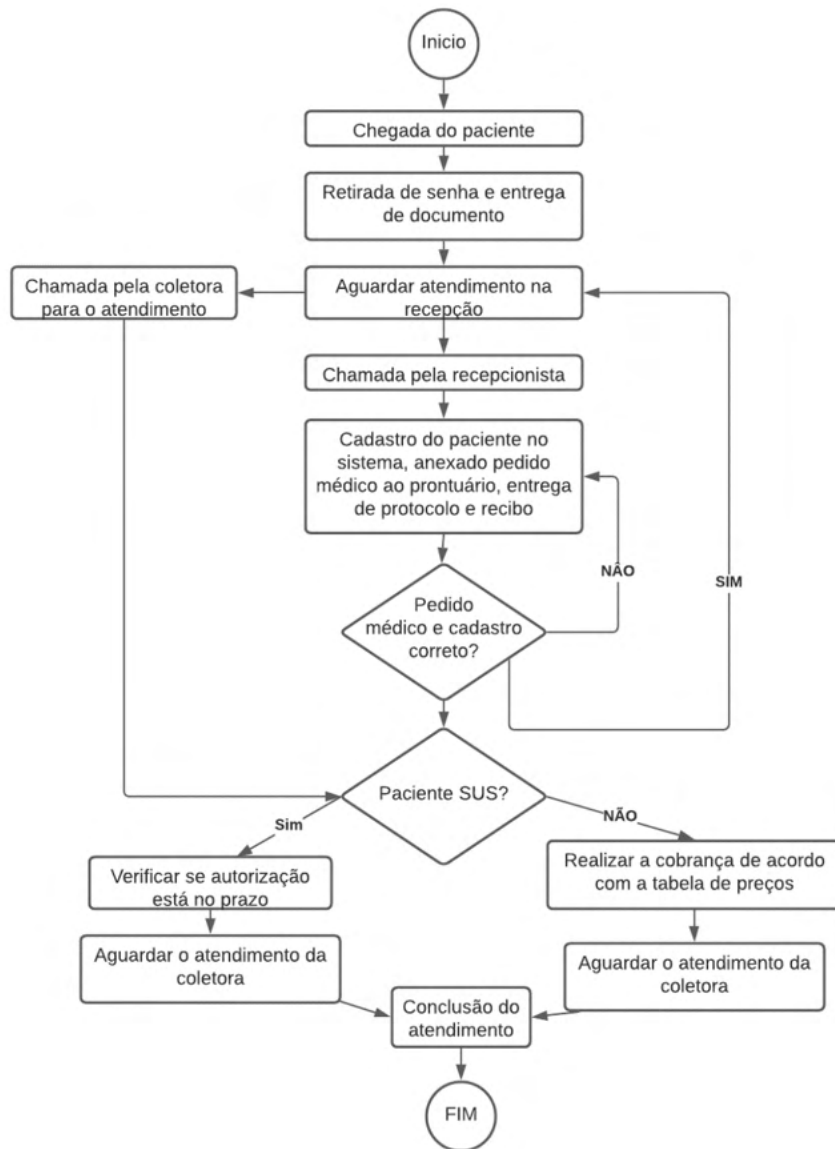 Inicio
Chegada do paciente
Retirada de senha e entrega
de documento
Chamada pela coletora
para o atendimento
Aguardar atendimento na
recepção
Chamada pela recepcionista
Cadastro do paciente no
sistema, anexado pedido
médico ao prontuário, entrega
de protocolo e recibo
NÃO
SIM
Pedido
médico e cadastro
correto?
Paciente SUS?
Sim
NÃO
Verificar se autorização
está no prazo
Realizar a cobrança de acordo
com a tabela de preços
Aguardar o atendimento da
coletora
Aguardar o atendimento da
coletora
Conclusão do
atendimento
FIM